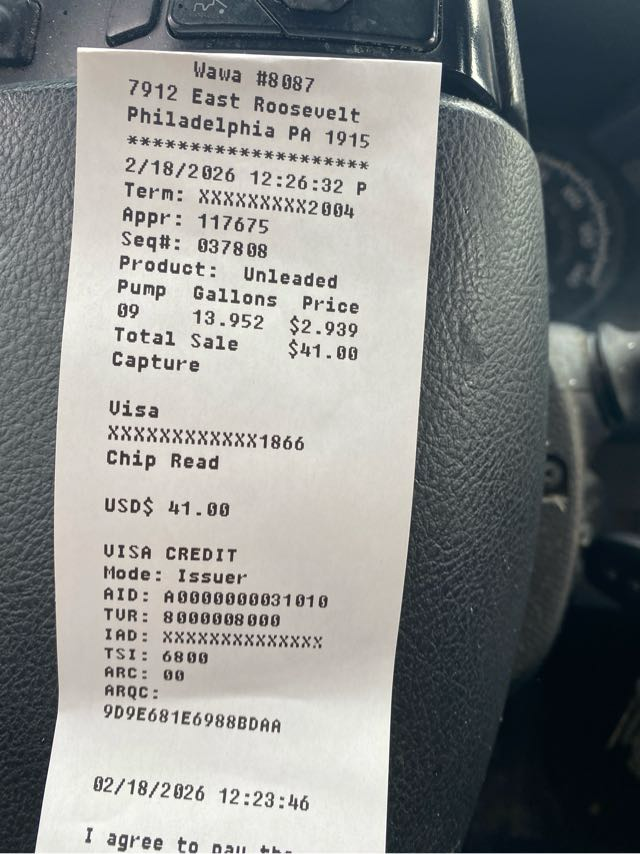 Wawa #8087
7912 East Roosevelt
Philadelphia PA 1915
********************
2/18/2026 12:26:32 P
Term: XXXXXXXXX2004
Appr: 117675
Seq#: 037808
Product: Unleaded
Pump Gallons Price
09 13.952 $2.939
Total Sale $41.00
Capture
Visa
XXXXXXXXXXXX1866
Chip Read
USD$ 41.00
VISA CREDIT
Mode: Issuer
AID: A0000000031010
TVR: 8000008000
IAD: XXXXXXXXXXXXXX
TSI: 6800
ARC: 00
ARQC:
9D9E681E6988BDAA
02/18/2026 12:23:46
I agree to pay the